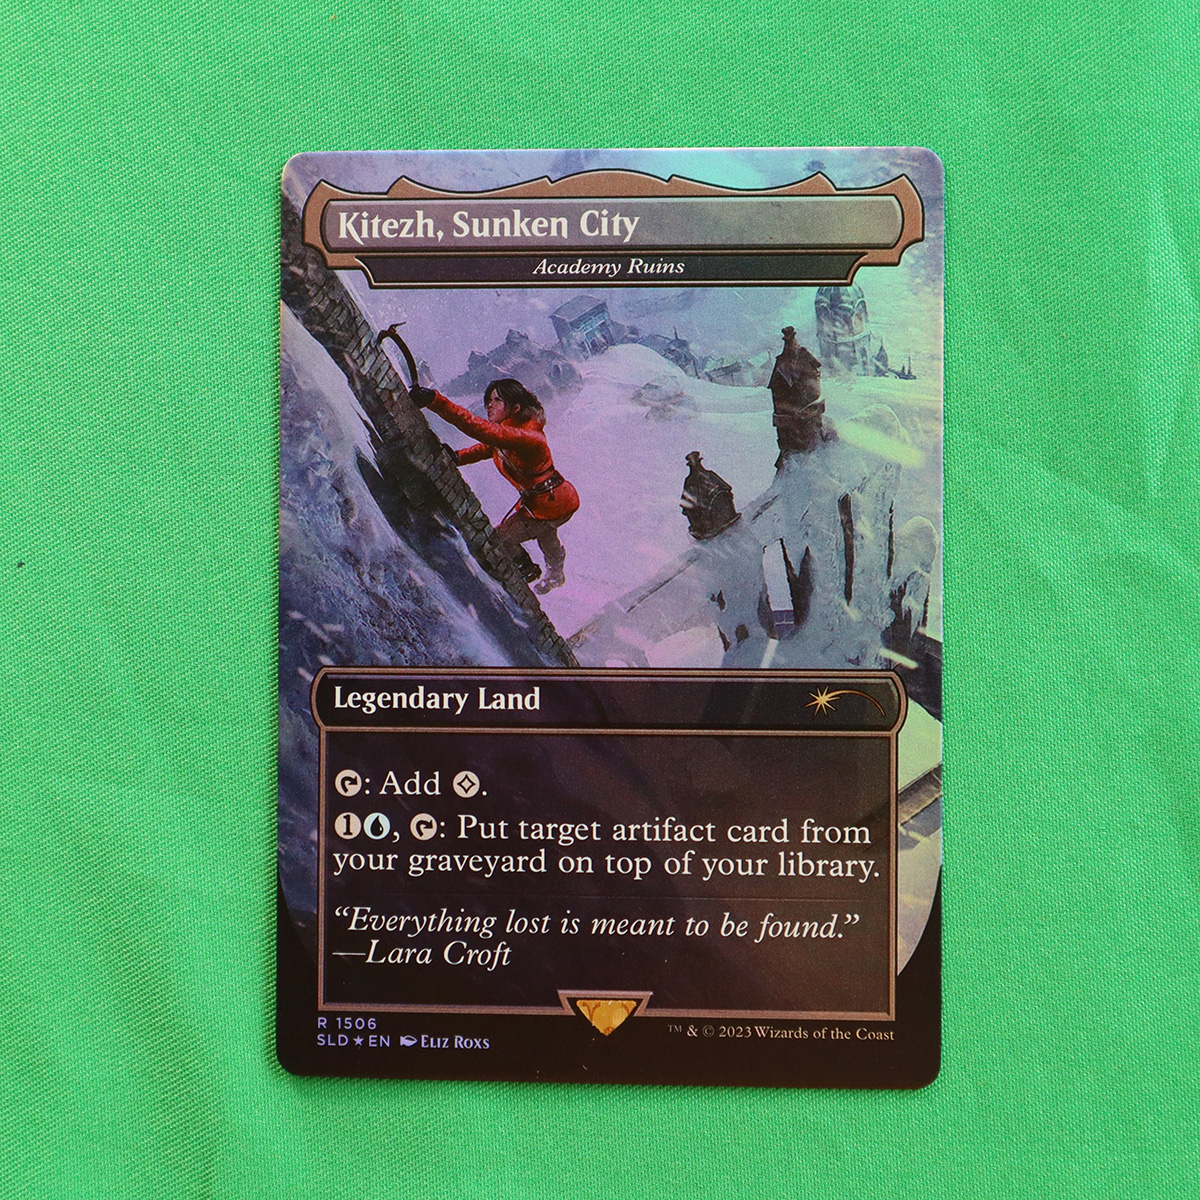 Kitezh, Sunken City
Academy Ruins
Legendary Land
: Add .
1, : Put target artifact card from
your graveyard on top of your library.
“Everything lost is meant to be found.”
—Lara Croft
R 1506
SLD★EN Eliz Roxs
™ & © 2023 Wizards of the Coast